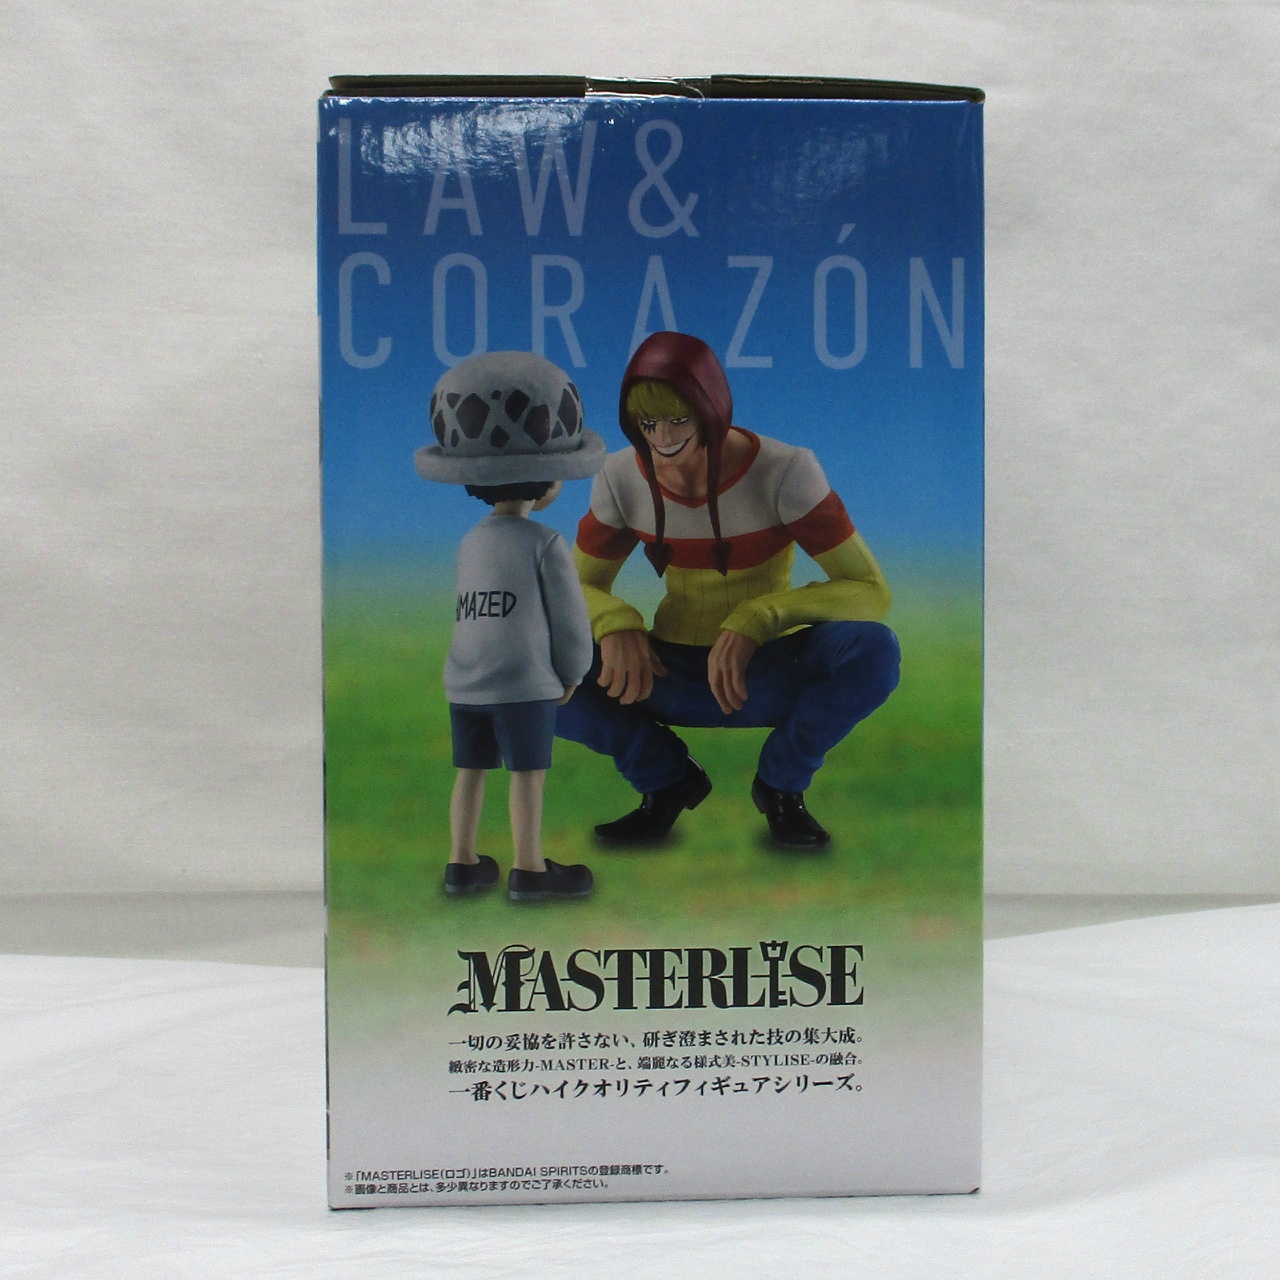 LAW &
CORAZÓN
AMAZED
MASTERLISE
一切の妥協を許さない、研ぎ澄まされた技の集大成。
緻密な造形力-MASTER-と、端麗なる様式美-STYLISE-の融合。
一番くじハイクオリティフィギュアシリーズ。
※「MASTERLISE(ロゴ)」はBANDAI SPIRITSの登録商標です。
※画像と商品とは、多少異なりますのでご了承ください。